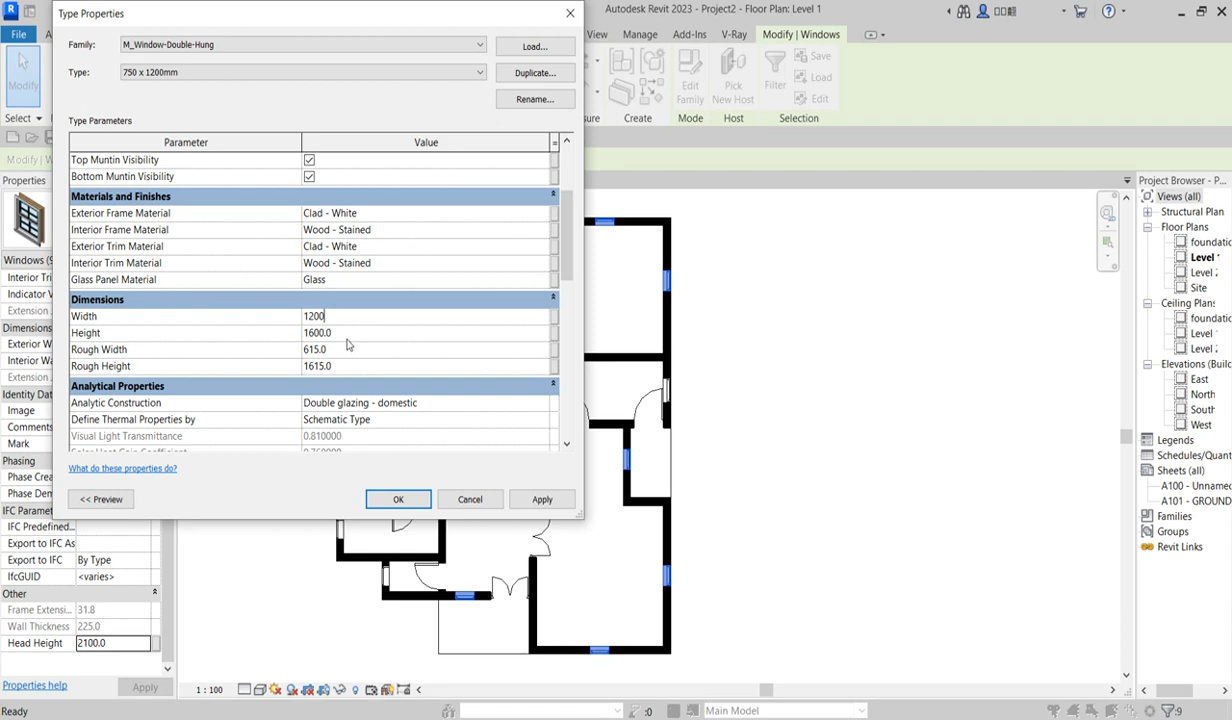 Type Properties
Autodesk Revit 2023 - Project2 - Floor Plan: Level 1
File
View
Manage
Add-Ins
V-Ray
Modify | Windows
Family:
M_Window-Double-Hung
Load...
Type:
750 x 1200mm
Duplicate...
Rename...
Modify
Save
Load
Edit
Edit Family
Pick New Host
Filter
Select
Create
Mode
Host
Selection
Type Parameters
Parameter
Value
=
Top Muntin Visibility
Bottom Muntin Visibility
Materials and Finishes
Exterior Frame Material
Clad - White
Interior Frame Material
Wood - Stained
Exterior Trim Material
Clad - White
Interior Trim Material
Wood - Stained
Glass Panel Material
Glass
Dimensions
Width
1200
Height
1600.0
Rough Width
615.0
Rough Height
1615.0
Analytical Properties
Analytic Construction
Double glazing - domestic
Define Thermal Properties by
Schematic Type
Visual Light Transmittance
0.810000
What do these properties do?
<< Preview
OK
Cancel
Apply
Modify | W
Properties
Windows (9
Interior Tri
Indicator V
Extension
Dimensions
Exterior W
Interior Wa
Extension
Identity Dat
Image
Comments
Mark
Phasing
Phase Crea
Phase Dem
IFC Paramet
IFC Predefined...
Export to IFC As
Export to IFC
By Type
IfcGUID
<varies>
Other
Frame Extensi...
31.8
Wall Thickness
225.0
Head Height
2100.0
Properties help
Apply
1 : 100
Project Browser - P...
Views (all)
Structural Plan
Floor Plans
foundatio
Level 1
Level 2
Site
Ceiling Plans
foundatio
Level 1
Level 2
Elevations (Buil
East
North
South
West
Legends
Schedules/Quant
Sheets (all)
A100 - Unname
A101 - GROUND
Families
Groups
Revit Links
Ready
:0
Main Model
:9